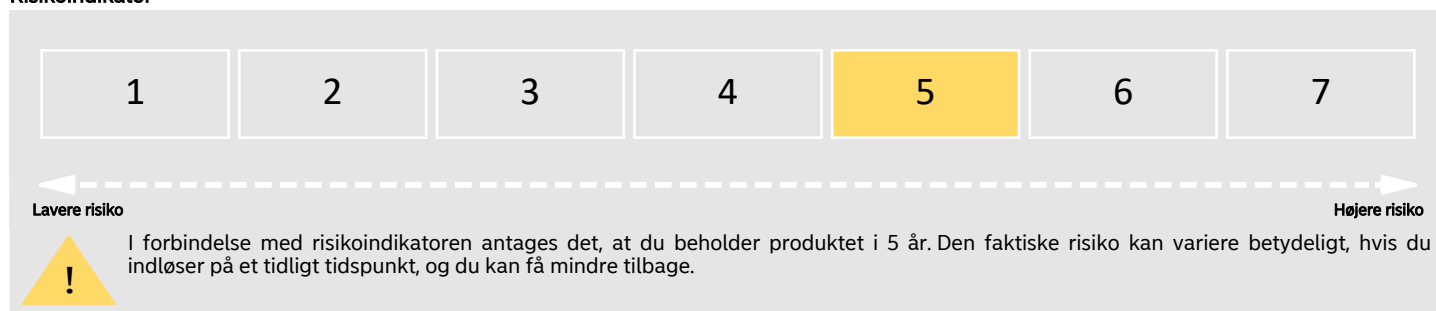 Risikoindikator
1 2 3 4 5 6 7
Lavere risiko Højere risiko
I forbindelse med risikoindikatoren antages det, at du beholder produktet i 5 år. Den faktiske risiko kan variere betydeligt, hvis du
! indløser på et tidligt tidspunkt, og du kan få mindre tilbage.